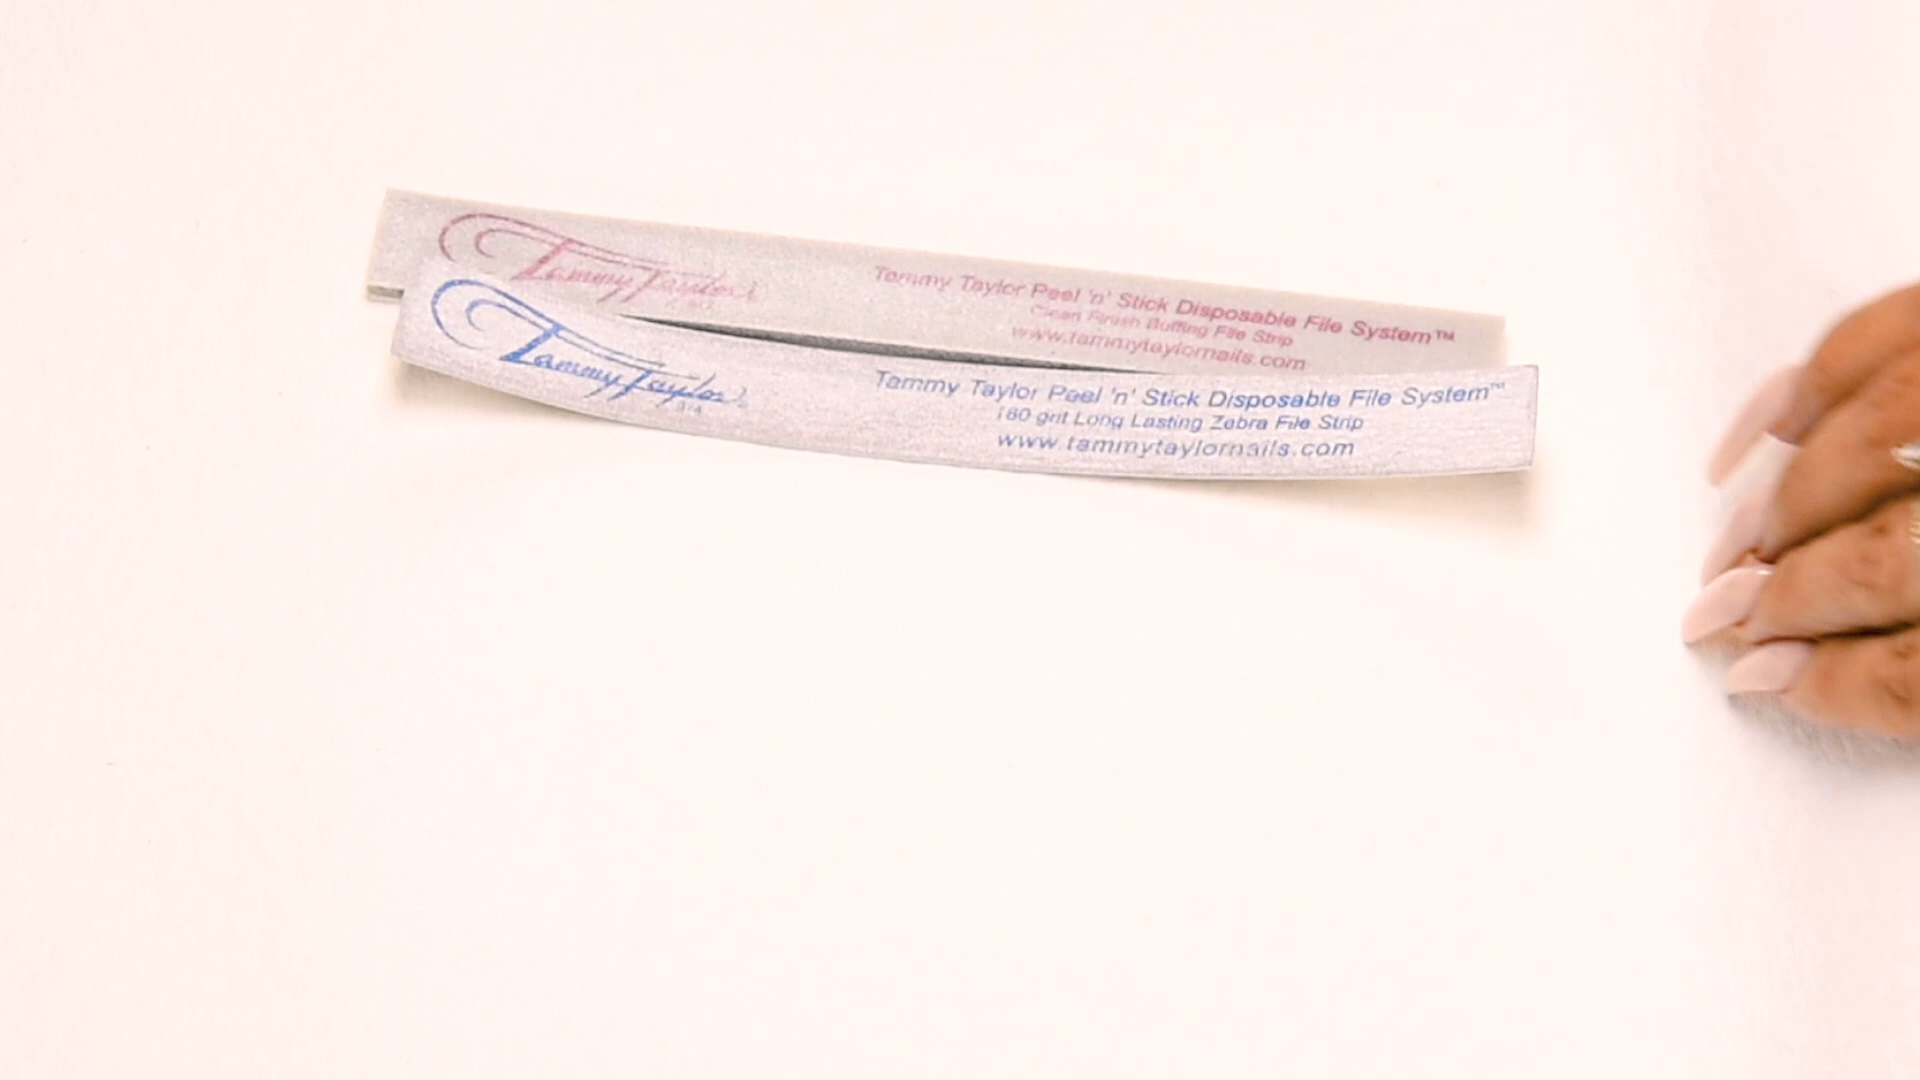 Tammy Taylor
Tammy Taylor Peel 'n' Stick Disposable File System™
Clean Finish Buffing File Strip
www.tammytaylornails.com
Tammy Taylor
Tammy Taylor Peel 'n' Stick Disposable File System™
180 grit Long Lasting Zebra File Strip
www.tammytaylornails.com